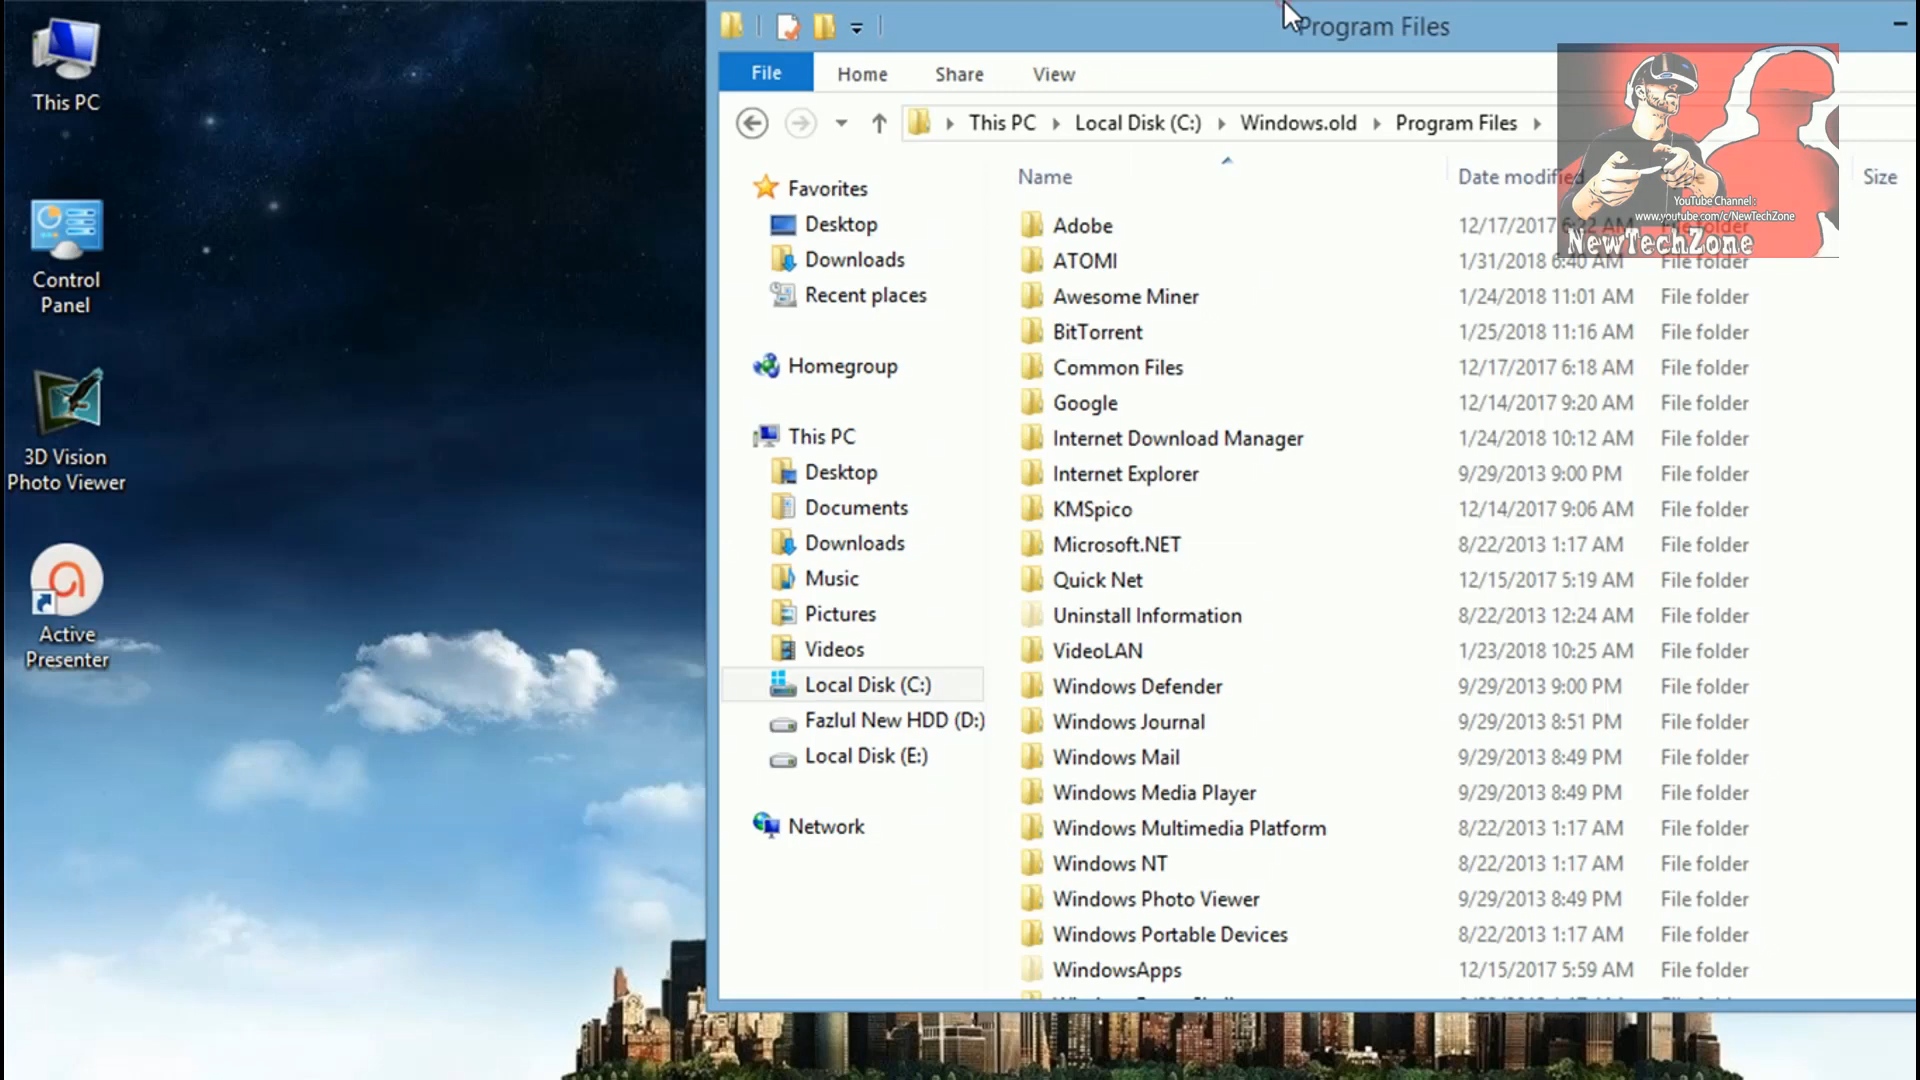 This PC
Control
Panel
3D Vision
Photo Viewer
Active
Presenter
Program Files
File Home Share View
This PC Local Disk (C:) Windows.old Program Files
Favorites
Desktop
Downloads
Recent places
Homegroup
This PC
Desktop
Documents
Downloads
Music
Pictures
Videos
Local Disk (C:)
Fazlul New HDD (D:)
Local Disk (E:)
Network
Name Date modified Size
Adobe 12/17/2017
ATOMI 1/31/2018 6:40 AM File folder
Awesome Miner 1/24/2018 11:01 AM File folder
BitTorrent 1/25/2018 11:16 AM File folder
Common Files 12/17/2017 6:18 AM File folder
Google 12/14/2017 9:20 AM File folder
Internet Download Manager 1/24/2018 10:12 AM File folder
Internet Explorer 9/29/2013 9:00 PM File folder
KMSpico 12/14/2017 9:06 AM File folder
Microsoft.NET 8/22/2013 1:17 AM File folder
Quick Net 12/15/2017 5:19 AM File folder
Uninstall Information 8/22/2013 12:24 AM File folder
VideoLAN 1/23/2018 10:25 AM File folder
Windows Defender 9/29/2013 9:00 PM File folder
Windows Journal 9/29/2013 8:51 PM File folder
Windows Mail 9/29/2013 8:49 PM File folder
Windows Media Player 9/29/2013 8:49 PM File folder
Windows Multimedia Platform 8/22/2013 1:17 AM File folder
Windows NT 8/22/2013 1:17 AM File folder
Windows Photo Viewer 9/29/2013 8:49 PM File folder
Windows Portable Devices 8/22/2013 1:17 AM File folder
WindowsApps 12/15/2017 5:59 AM File folder
YouTube Channel :
www.youtube.com/c/NewTechZone
NewTechZone